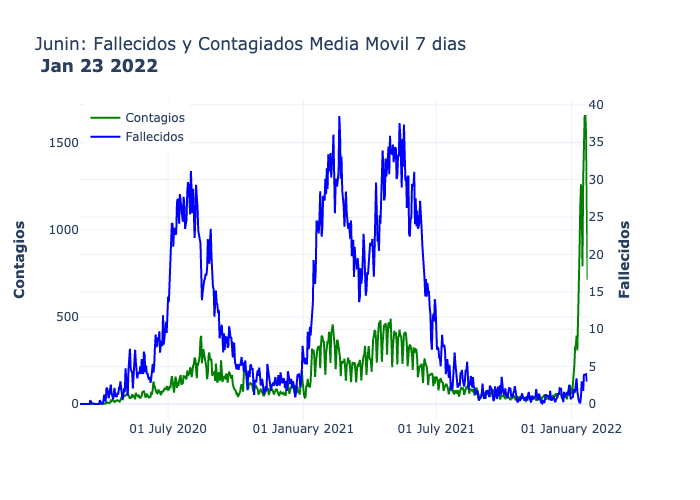 Junin: Fallecidos y Contagiados Media Movil 7 dias
Jan 23 2022
Contagios
Fallecidos
1500
1000
500
0
Contagios
40
35
30
25
20
15
10
5
0
Fallecidos
01 July 2020
01 January 2021
01 July 2021
01 January 2022